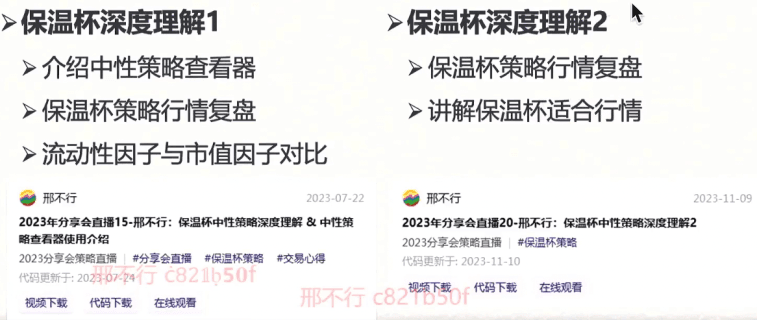 ➢保温杯深度理解1
➢介绍中性策略查看器
➢保温杯策略行情复盘
➢流动性因子与市值因子对比
邢不行 2023-07-22
2023年分享会直播15-邢不行：保温杯中性策略深度理解 & 中性
策略查看器使用介绍
2023分享会策略直播 | #分享会直播 #保温杯策略 #交易心得
代码更新于: 2023-07-24
视频下载 代码下载 在线观看
➢保温杯深度理解2
➢保温杯策略行情复盘
➢讲解保温杯适合行情
邢不行 2023-11-09
2023年分享会直播20-邢不行：保温杯中性策略深度理解2
2023分享会策略直播 | #保温杯策略
代码更新于: 2023-11-10
视频下载 代码下载 在线观看
邢不行 c821b50f
邢不行 c821b50f